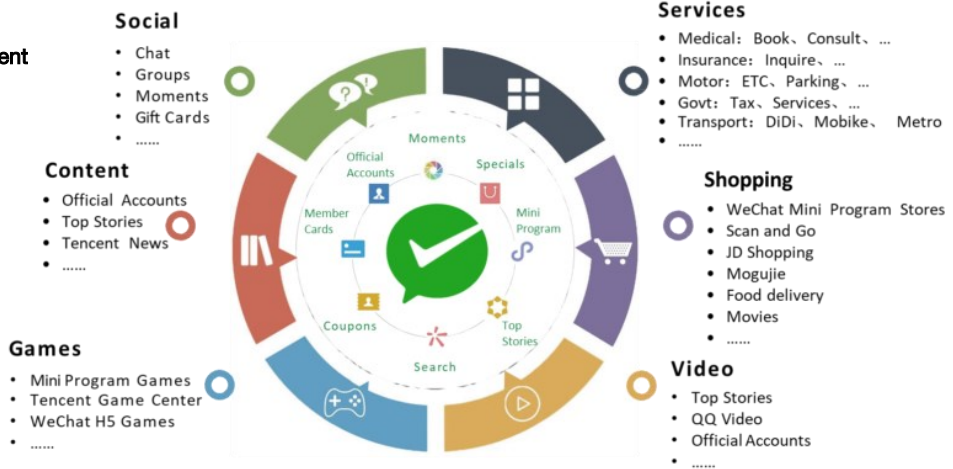 ent
Social
• Chat
• Groups
• Moments
• Gift Cards
• ......
Content
• Official Accounts
• Top Stories
• Tencent News
• ......
Games
• Mini Program Games
• Tencent Game Center
• WeChat H5 Games
• ......
Moments
Official
Accounts
Specials
Member
Cards
Mini
Program
Coupons
Top
Stories
Search
Services
• Medical：Book、Consult、...
• Insurance：Inquire、...
• Motor：ETC、Parking、...
• Govt：Tax、Services、...
• Transport：DiDi、Mobike、 Metro
• ......
Shopping
• WeChat Mini Program Stores
• Scan and Go
• JD Shopping
• Mogujie
• Food delivery
• Movies
• ......
Video
• Top Stories
• QQ Video
• Official Accounts
• ......